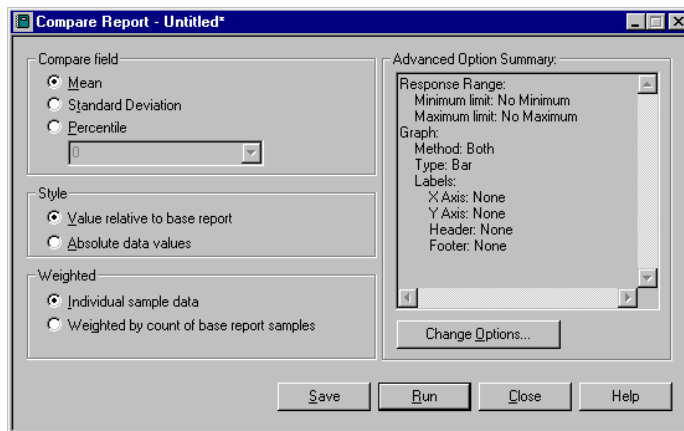 Compare Report - Untitled*
Compare field
Mean
Standard Deviation
Percentile
0
Style
Value relative to base report
Absolute data values
Weighted
Individual sample data
Weighted by count of base report samples
Advanced Option Summary:
Response Range:
Minimum limit: No Minimum
Maximum limit: No Maximum
Graph:
Method: Both
Type: Bar
Labels:
X Axis: None
Y Axis: None
Header: None
Footer: None
Change Options...
Save Run Close Help